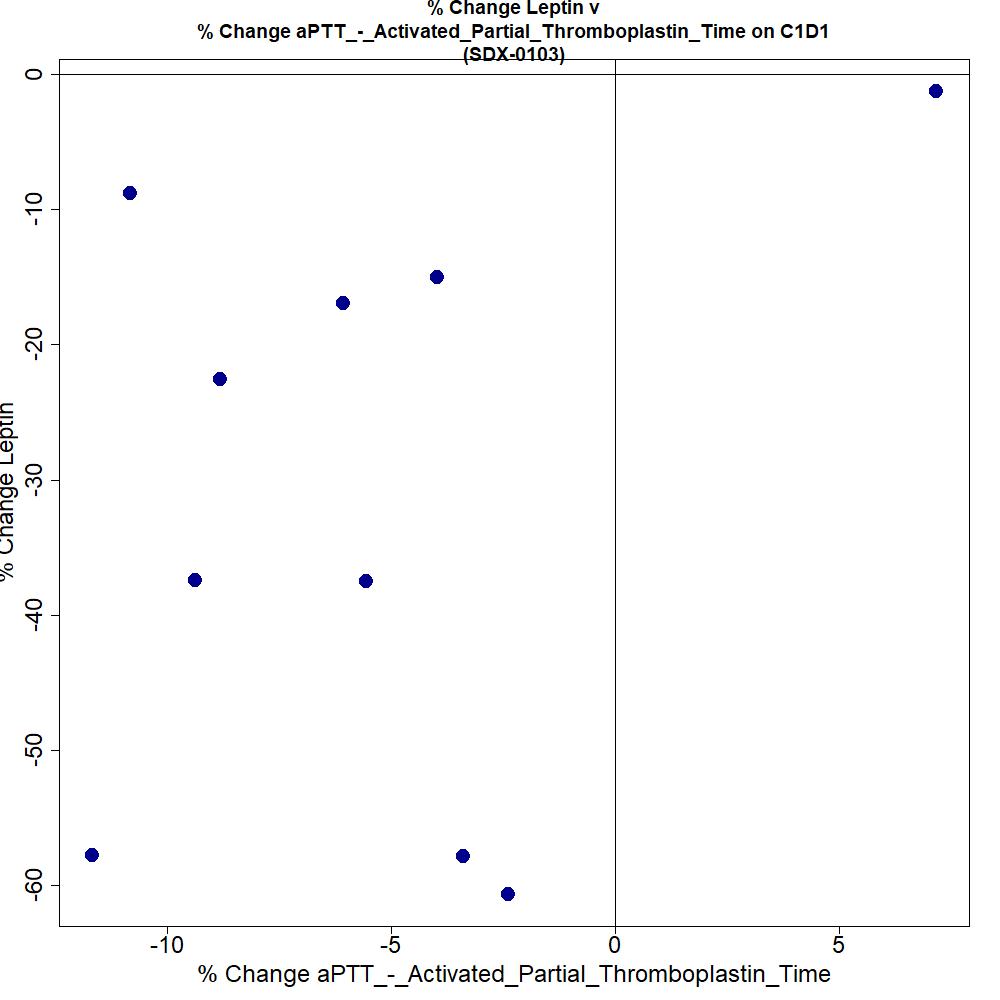 % Change Leptin v
% Change aPTT_-_Activated_Partial_Thromboplastin_Time on C1D1
(SDX-0103)
% Change Leptin
0
-10
-20
-30
-40
-50
-60
-10
-5
0
5
% Change aPTT_-_Activated_Partial_Thromboplastin_Time